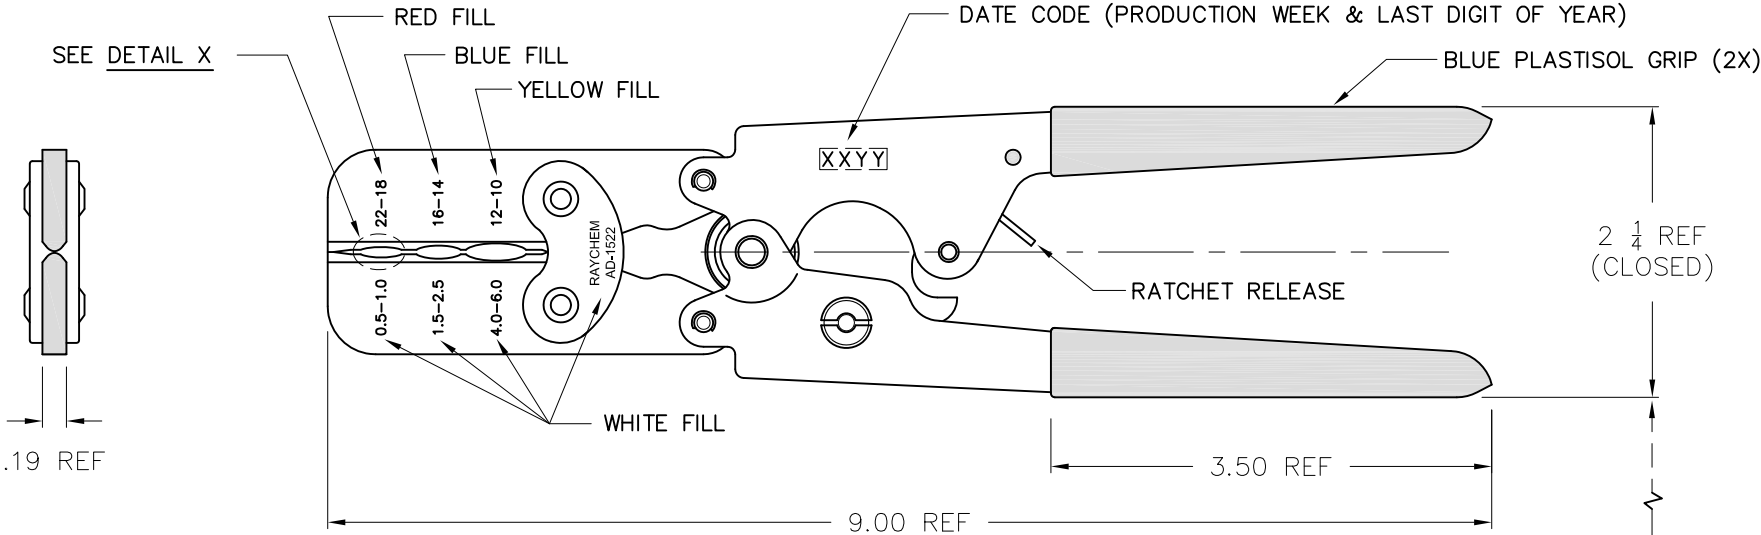 RED FILL
DATE CODE (PRODUCTION WEEK & LAST DIGIT OF YEAR)
SEE DETAIL X
BLUE FILL
BLUE PLASTISOL GRIP (2X)
YELLOW FILL
XXYY
22-18
16-14
12-10
RAYCHEM
AD-1522
2 1/4 REF
(CLOSED)
0.5-1.0
1.5-2.5
4.0-6.0
RATCHET RELEASE
WHITE FILL
.19 REF
3.50 REF
9.00 REF